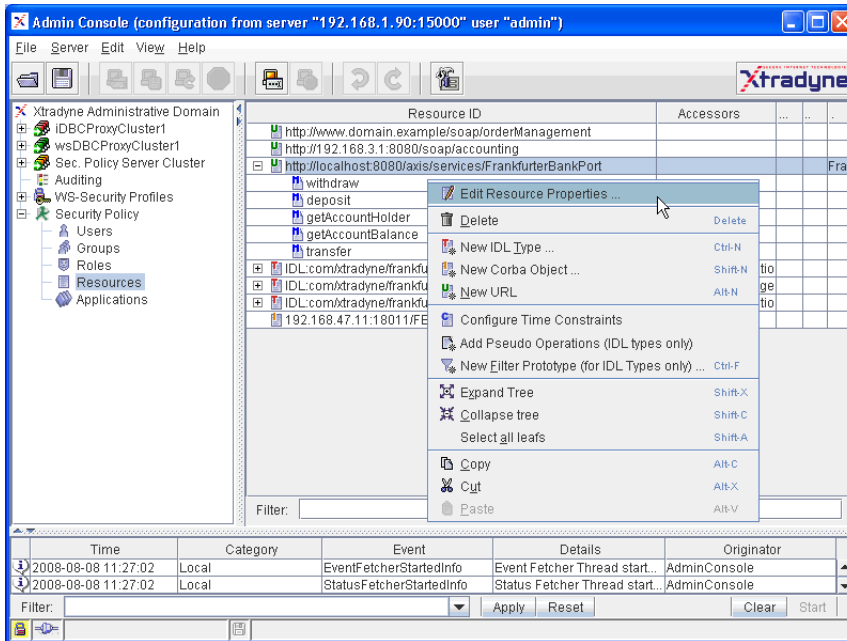 Admin Console (configuration from server "192.168.1.90:15000" user "admin")
File Server Edit View Help
SECURE INTERNET TECHNOLOGIES
Xtradyne
Xtradyne Administrative Domain
iDBCProxyCluster1
wsDBCProxyCluster1
Sec. Policy Server Cluster
Auditing
WS-Security Profiles
Security Policy
Users
Groups
Roles
Resources
Applications
Resource ID Accessors ... .. .
http://www.domain.example/soap/orderManagement
http://192.168.3.1:8080/soap/accounting
http://localhost:8080/axis/services/FrankfurterBankPort Fra
withdraw
deposit
getAccountHolder
getAccountBalance
transfer
IDL:com/xtradyne/frankfu tio
IDL:com/xtradyne/frankfu ge
IDL:com/xtradyne/frankfu tio
192.168.47.11:18011/FE
Edit Resource Properties ...
Delete Delete
New IDL Type ... Ctrl-N
New Corba Object ... Shift-N
New URL Alt-N
Configure Time Constraints
Add Pseudo Operations (IDL types only)
New Filter Prototype (for IDL Types only) ... Ctrl-F
Expand Tree Shift-X
Collapse tree Shift-C
Select all leafs Shift-A
Copy Alt-C
Cut Alt-X
Paste Alt-V
Filter:
Time Category Event Details Originator
2008-08-08 11:27:02 Local EventFetcherStartedInfo Event Fetcher Thread start... AdminConsole
2008-08-08 11:27:02 Local StatusFetcherStartedInfo Status Fetcher Thread start... AdminConsole
Filter: Apply Reset Clear Start